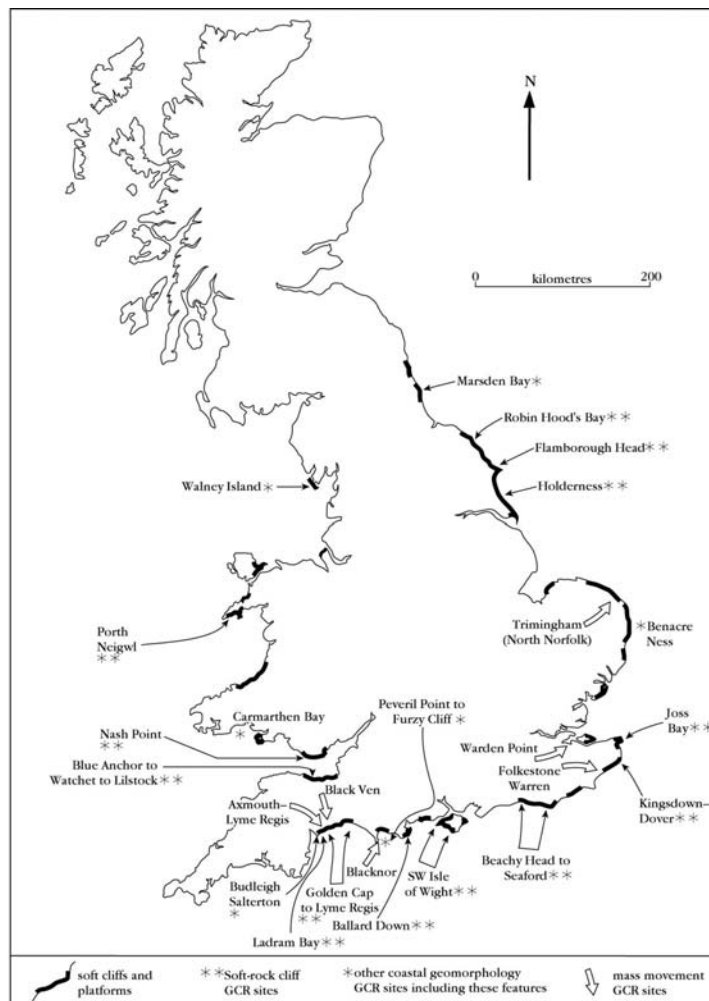 N
0 kilometres 200
Marsden Bay *
Robin Hood's Bay * *
Flamborough Head * *
Holderness * *
Walney Island *
Trimingham
(North Norfolk)
* Benacre
Ness
Porth
Neigwl
* *
Peveril Point to
Furzy Cliff *
Carmarthen Bay
*
Joss
Bay * *
Nash Point
* *
Warden Point
Blue Anchor to
Watchet to Lilstock * *
Folkestone
Warren
Black Ven
Axmouth–
Lyme Regis
Kingsdown–
Dover * *
*
Blacknor
SW Isle
of Wight * *
Beachy Head to
Seaford * *
Budleigh
Salterton
*
Golden Cap
to Lyme Regis
* *
Ballard Down * *
Ladram Bay * *
soft cliffs and
platforms
* * Soft-rock cliff
GCR sites
* other coastal geomorphology
GCR sites including these features
mass movement
GCR sites